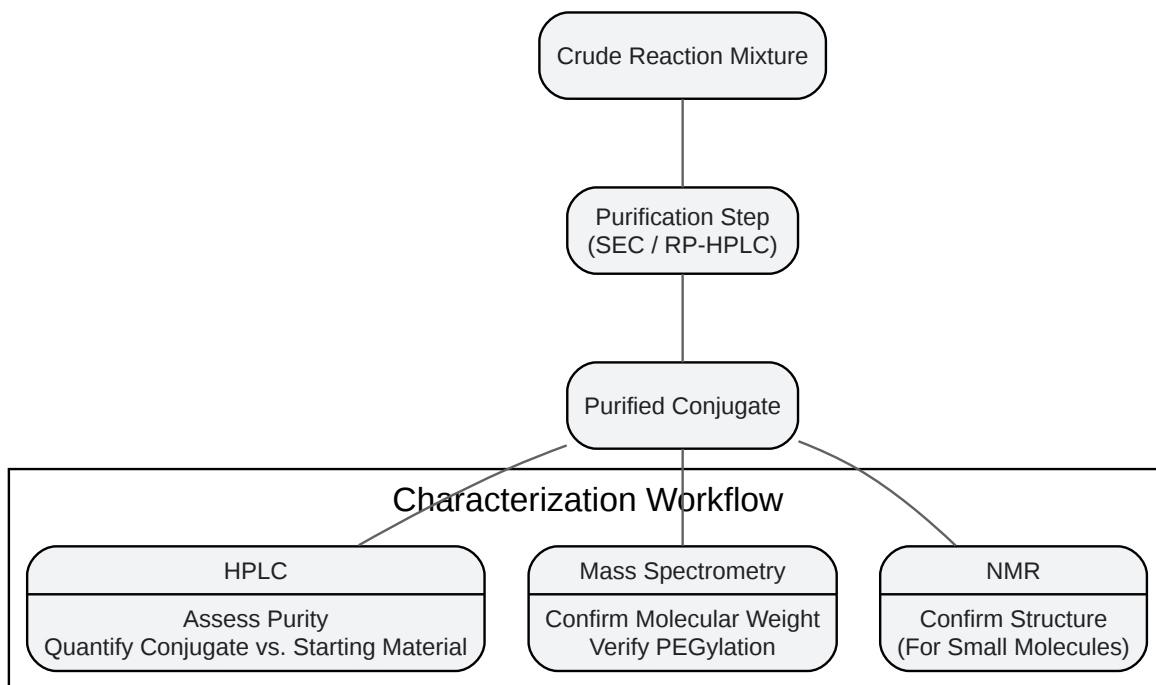 Crude Reaction Mixture
Purification Step
(SEC / RP-HPLC)
Purified Conjugate
Characterization Workflow
HPLC
Assess Purity
Quantify Conjugate vs. Starting Material
Mass Spectrometry
Confirm Molecular Weight
Verify PEGylation
NMR
Confirm Structure
(For Small Molecules)